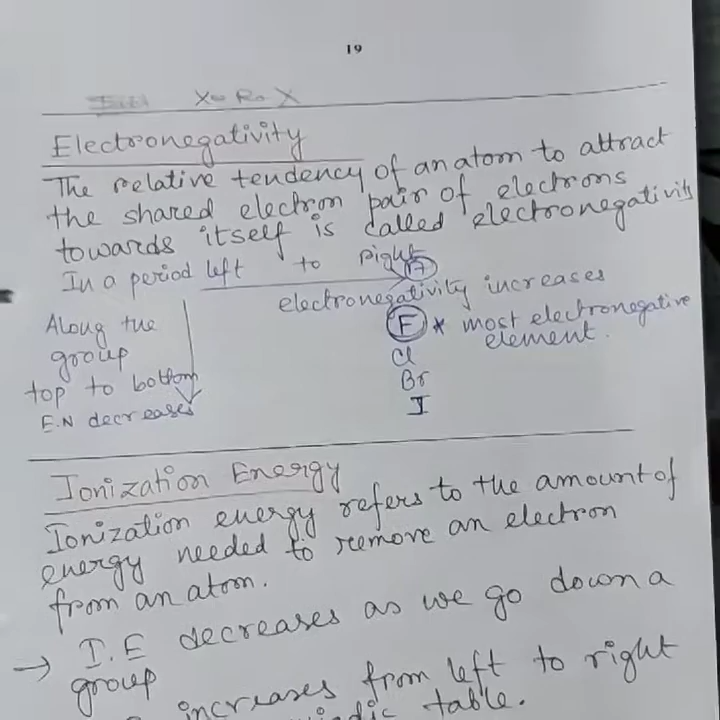 19
X R X
Electronegativity
The relative tendency of an atom to attract
the shared electron pair of electrons
towards itself is called electronegativity
In a period left to right
17
electronegativity increases
Along the
group
top to bottom
E.N decreases
F * most electronegative
element.
Cl
Br
I
Ionization Energy
Ionization energy refers to the amount of
energy needed to remove an electron
from an atom.
→ I.E decreases as we go down a
group
increases from left to right
table.